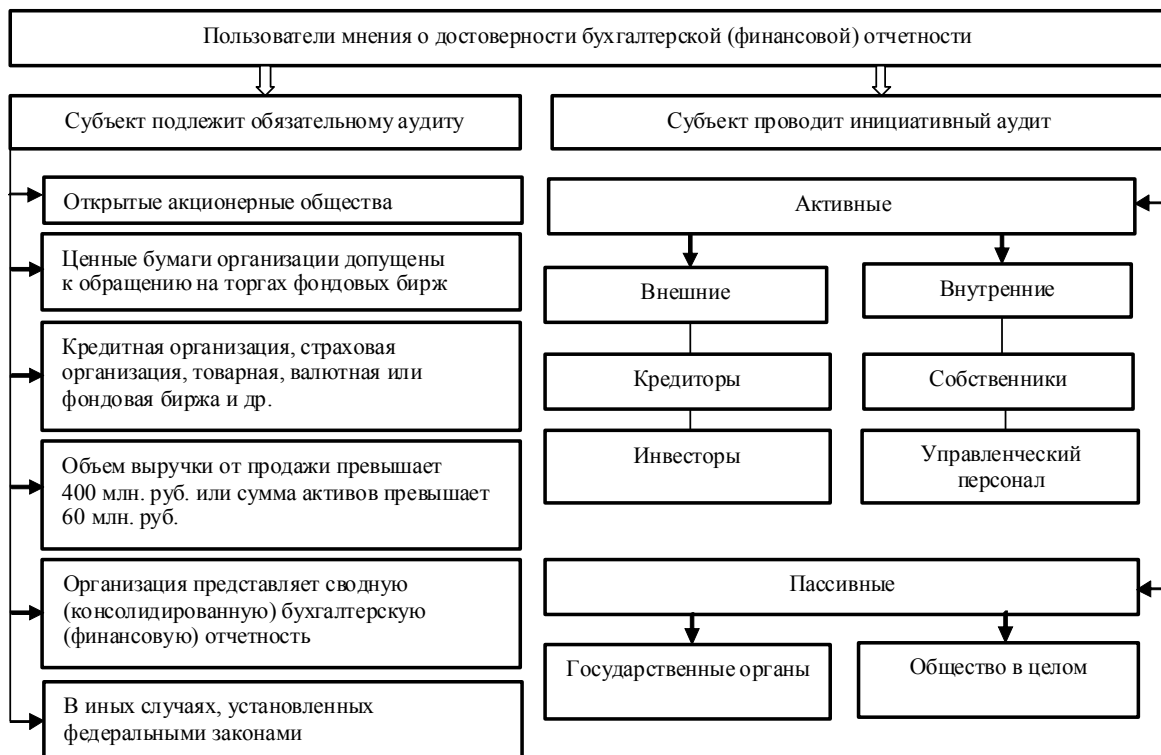 Пользователи мнения о достоверности бухгалтерской (финансовой) отчетности
Субъект подлежит обязательному аудиту
Открытые акционерные общества
Ценные бумаги организации допущены
к обращению на торгах фондовых бирж
Кредитная организация, страховая
организация, товарная, валютная или
фондовая биржа и др.
Объем выручки от продажи превышает
400 млн. руб. или сумма активов превышает
60 млн. руб.
Организация представляет сводную
(консолидированную) бухгалтерскую
(финансовую) отчетность
В иных случаях, установленных
федеральными законами
Субъект проводит инициативный аудит
Активные
Внешние
Кредиторы
Инвесторы
Внутренние
Собственники
Управленческий
персонал
Пассивные
Государственные органы
Общество в целом